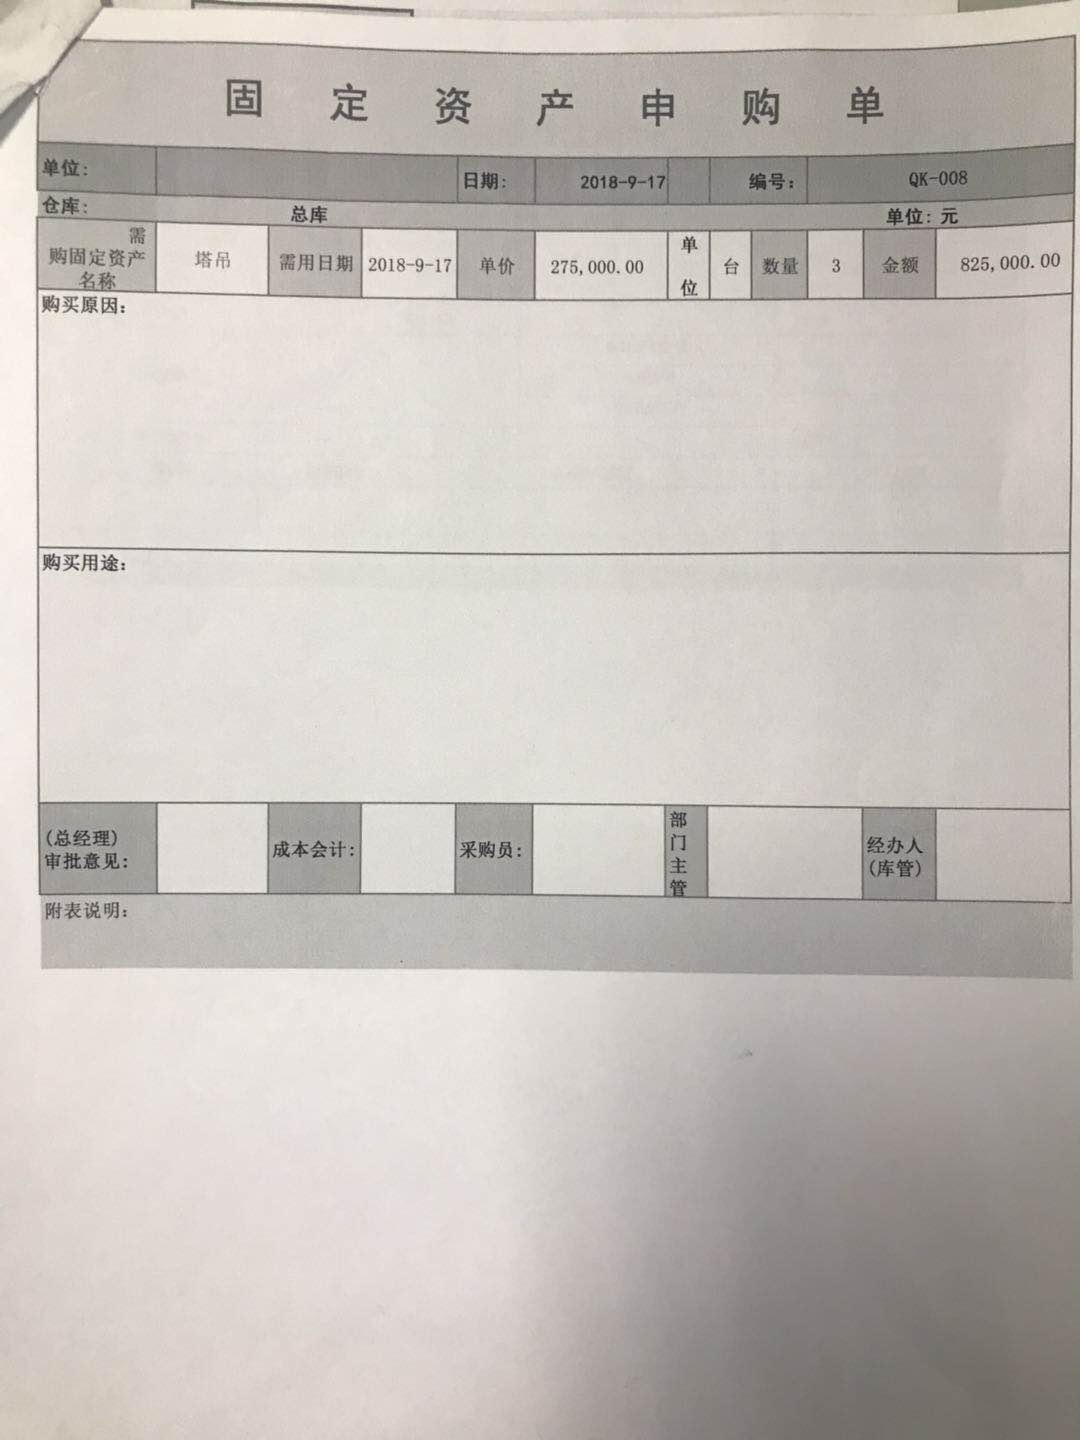 固定资产申购单
单位: 日期: 2018-9-17 编号: QK-008
仓库: 总库 单位: 元
需购固定资产名称 塔吊 需用日期 2018-9-17 单价 275,000.00 单位 台 数量 3 金额 825,000.00
购买原因:
购买用途:
(总经理)审批意见: 成本会计: 采购员: 部门主管 经办人(库管)
附表说明: